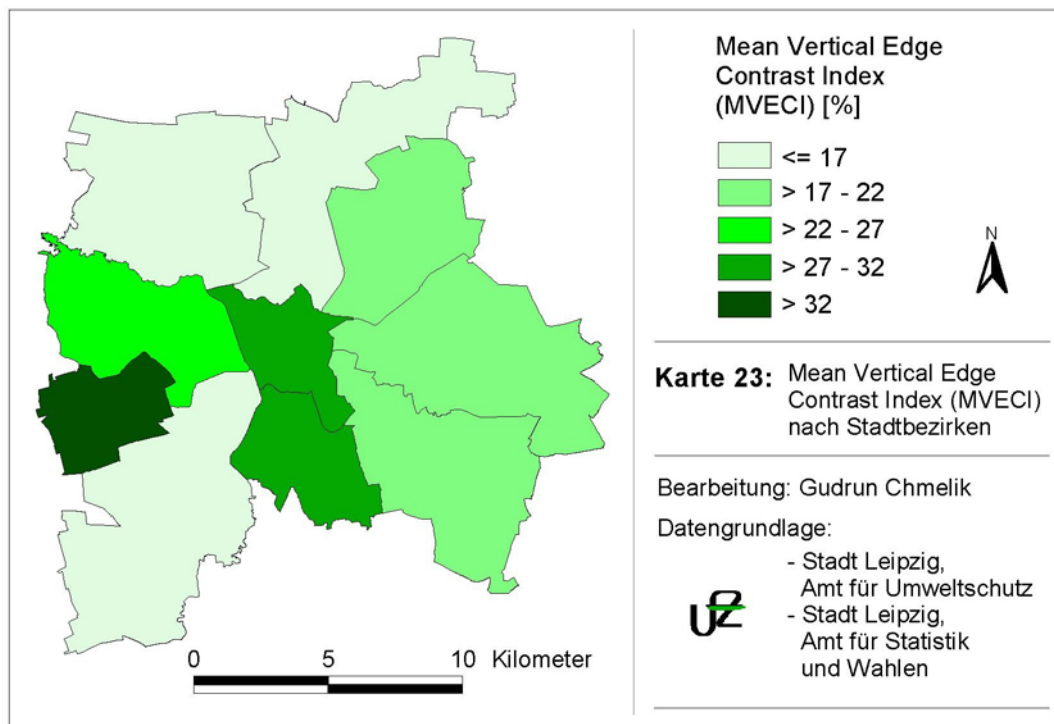 Mean Vertical Edge
Contrast Index
(MVECI) [%]
<= 17
> 17 - 22
> 22 - 27
> 27 - 32
> 32
N
Karte 23: Mean Vertical Edge
Contrast Index (MVECI)
nach Stadtbezirken
Bearbeitung: Gudrun Chmelik
Datengrundlage:
- Stadt Leipzig,
Amt für Umweltschutz
- Stadt Leipzig,
Amt für Statistik
und Wahlen
UFZ
0 5 10 Kilometer